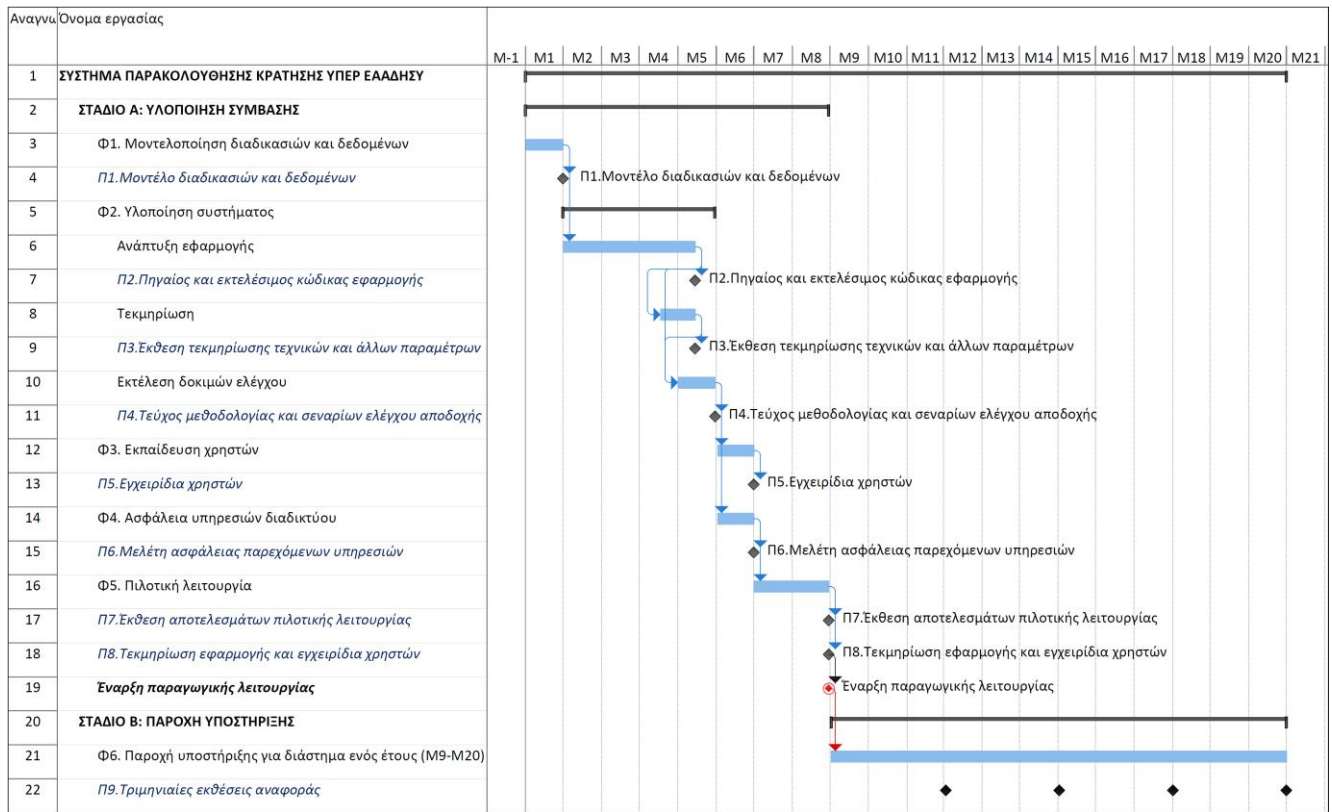 Αναγνω Όνομα εργασίας
M-1 M1 M2 M3 M4 M5 M6 M7 M8 M9 M10 M11 M12 M13 M14 M15 M16 M17 M18 M19 M20 M21
1 ΣΥΣΤΗΜΑ ΠΑΡΑΚΟΛΟΥΘΗΣΗΣ ΚΡΑΤΗΣΗΣ ΥΠΕΡ ΕΑΑΔΗΣΥ
2 ΣΤΑΔΙΟ Α: ΥΛΟΠΟΙΗΣΗ ΣΥΜΒΑΣΗΣ
3 Φ1. Μοντελοποίηση διαδικασιών και δεδομένων
4 Π1.Μοντέλο διαδικασιών και δεδομένων Π1.Μοντέλο διαδικασιών και δεδομένων
5 Φ2. Υλοποίηση συστήματος
6 Ανάπτυξη εφαρμογής
7 Π2.Πηγαίος και εκτελέσιμος κώδικας εφαρμογής Π2.Πηγαίος και εκτελέσιμος κώδικας εφαρμογής
8 Τεκμηρίωση
9 Π3.Έκθεση τεκμηρίωσης τεχνικών και άλλων παραμέτρων Π3.Έκθεση τεκμηρίωσης τεχνικών και άλλων παραμέτρων
10 Εκτέλεση δοκιμών ελέγχου
11 Π4.Τεύχος μεθοδολογίας και σεναρίων ελέγχου αποδοχής Π4.Τεύχος μεθοδολογίας και σεναρίων ελέγχου αποδοχής
12 Φ3. Εκπαίδευση χρηστών
13 Π5.Εγχειρίδια χρηστών Π5.Εγχειρίδια χρηστών
14 Φ4. Ασφάλεια υπηρεσιών διαδικτύου
15 Π6.Μελέτη ασφάλειας παρεχόμενων υπηρεσιών Π6.Μελέτη ασφάλειας παρεχόμενων υπηρεσιών
16 Φ5. Πιλοτική λειτουργία
17 Π7.Έκθεση αποτελεσμάτων πιλοτικής λειτουργίας Π7.Έκθεση αποτελεσμάτων πιλοτικής λειτουργίας
18 Π8.Τεκμηρίωση εφαρμογής και εγχειρίδια χρηστών Π8.Τεκμηρίωση εφαρμογής και εγχειρίδια χρηστών
19 Έναρξη παραγωγικής λειτουργίας Έναρξη παραγωγικής λειτουργίας
20 ΣΤΑΔΙΟ Β: ΠΑΡΟΧΗ ΥΠΟΣΤΗΡΙΞΗΣ
21 Φ6. Παροχή υποστήριξης για διάστημα ενός έτους (Μ9-Μ20)
22 Π9.Τριμηνιαίες εκθέσεις αναφοράς